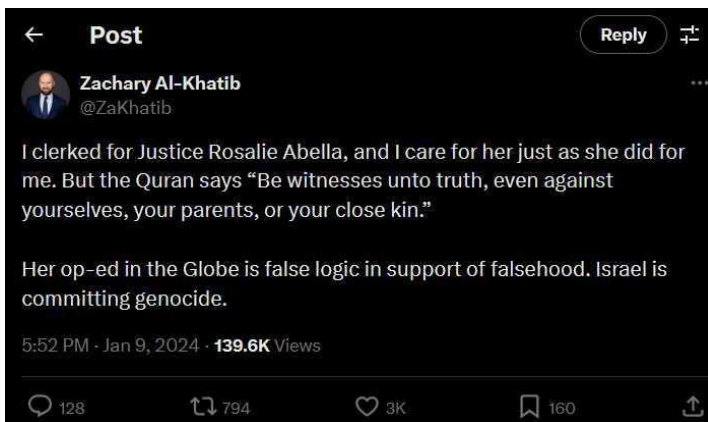 Post
Reply
Zachary Al-Khatib
@ZaKhatib
I clerked for Justice Rosalie Abella, and I care for her just as she did for
me. But the Quran says “Be witnesses unto truth, even against
yourselves, your parents, or your close kin.”
Her op-ed in the Globe is false logic in support of falsehood. Israel is
committing genocide.
5:52 PM · Jan 9, 2024 · 139.6K Views
128 794 3K 160